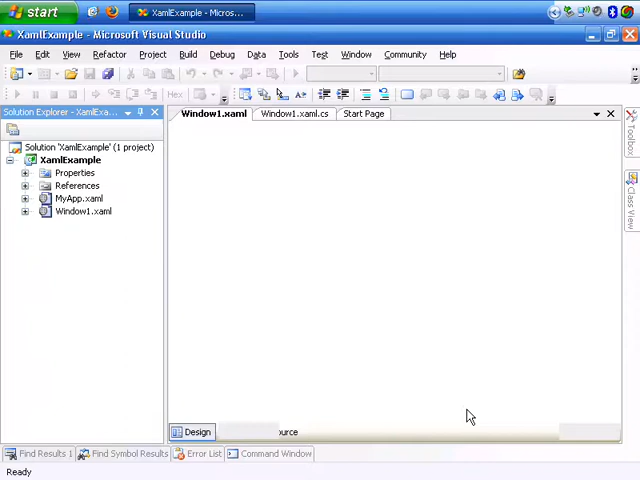 start
XamlExample - Micros...
XamlExample - Microsoft Visual Studio
File Edit View Refactor Project Build Debug Data Tools Test Window Community Help
Hex
Solution Explorer - XamlExa...
Window1.xaml Window1.xaml.cs Start Page
Toolbox
Class View
Solution 'XamlExample' (1 project)
XamlExample
Properties
References
MyApp.xaml
Window1.xaml
Design ource
Find Results 1 Find Symbol Results Error List Command Window
Ready